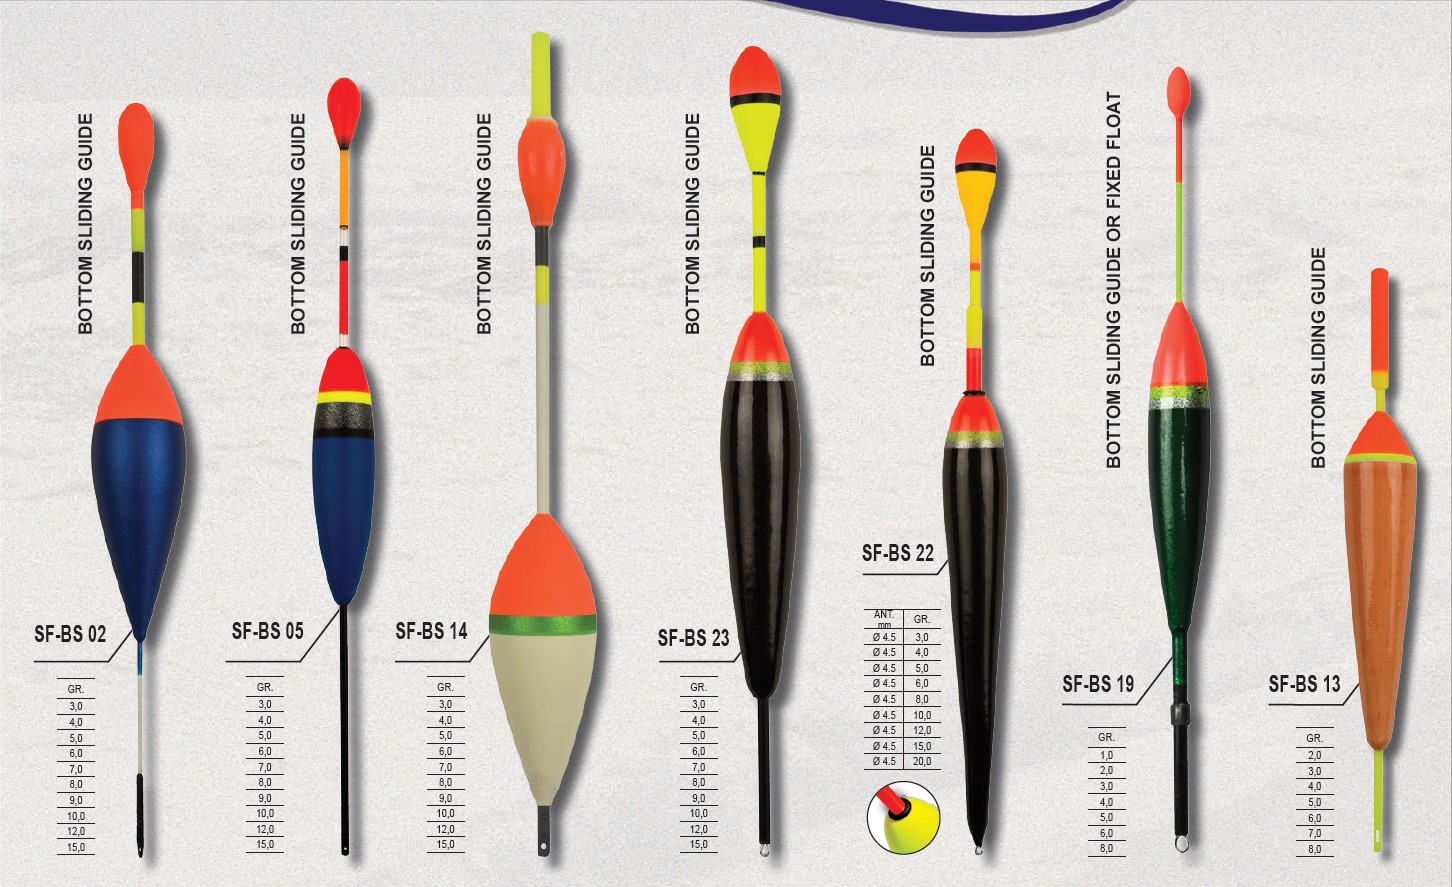 BOTTOM SLIDING GUIDE
SF-BS 02
GR.
3,0
4,0
5,0
6,0
7,0
8,0
9,0
10,0
12,0
15,0
BOTTOM SLIDING GUIDE
SF-BS 05
GR.
3,0
4,0
5,0
6,0
7,0
8,0
9,0
10,0
12,0
15,0
BOTTOM SLIDING GUIDE
SF-BS 14
GR.
3,0
4,0
5,0
6,0
7,0
8,0
9,0
10,0
12,0
15,0
BOTTOM SLIDING GUIDE
SF-BS 23
GR.
3,0
4,0
5,0
6,0
7,0
8,0
9,0
10,0
12,0
15,0
BOTTOM SLIDING GUIDE
SF-BS 22
ANT. mm GR.
Ø 4.5 3,0
Ø 4.5 4,0
Ø 4.5 5,0
Ø 4.5 6,0
Ø 4.5 8,0
Ø 4.5 10,0
Ø 4.5 12,0
Ø 4.5 15,0
Ø 4.5 20,0
BOTTOM SLIDING GUIDE OR FIXED FLOAT
SF-BS 19
GR.
1,0
2,0
3,0
4,0
5,0
6,0
8,0
BOTTOM SLIDING GUIDE
SF-BS 13
GR.
2,0
3,0
4,0
5,0
6,0
7,0
8,0